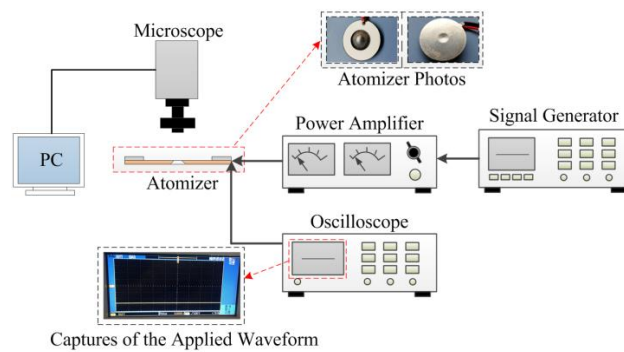 Microscope
Atomizer Photos
Power Amplifier
Signal Generator
PC
Atomizer
Oscilloscope
Captures of the Applied Waveform